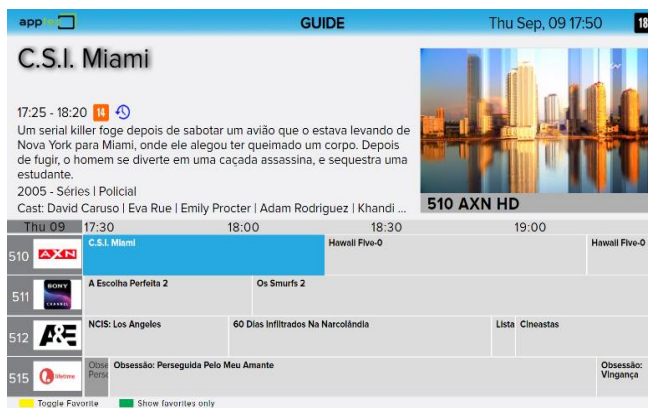 GUIDE
Thu Sep, 09 17:50
18
C.S.I. Miami
17:25 - 18:20 14
Um serial killer foge depois de sabotar um avião que o estava levando de
Nova York para Miami, onde ele alegou ter queimado um corpo. Depois
de fugir, o homem se diverte em uma caçada assassina, e sequestra uma
estudante.
2005 - Séries | Policial
Cast: David Caruso | Eva Rue | Emily Procter | Adam Rodriguez | Khandi ...
510 AXN HD
Thu 09 17:30 18:00 18:30 19:00
510 AXN C.S.I. Miami Hawaii Five-0 Hawaii Five-0
511 SONY CHANNEL A Escolha Perfeita 2 Os Smurfs 2
512 A&E NCIS: Los Angeles 60 Dias Infiltrados Na Narcolândia Lista Cineastas
515 lifetime Obse Obsessão: Perseguida Pelo Meu Amante Obsessão:
Perse Vingança
Toggle Favorite Show favorites only